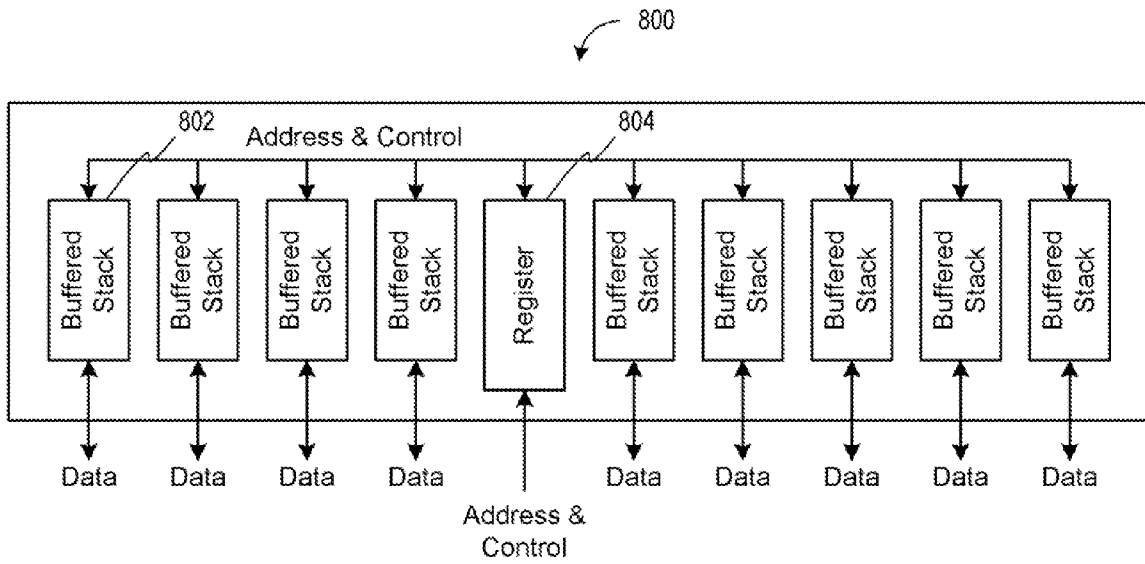 800
802
Address & Control
804
Buffered
Stack
Buffered
Stack
Buffered
Stack
Buffered
Stack
Register
Buffered
Stack
Buffered
Stack
Buffered
Stack
Buffered
Stack
Buffered
Stack
Data
Data
Data
Data
Data
Data
Data
Data
Data
Address &
Control